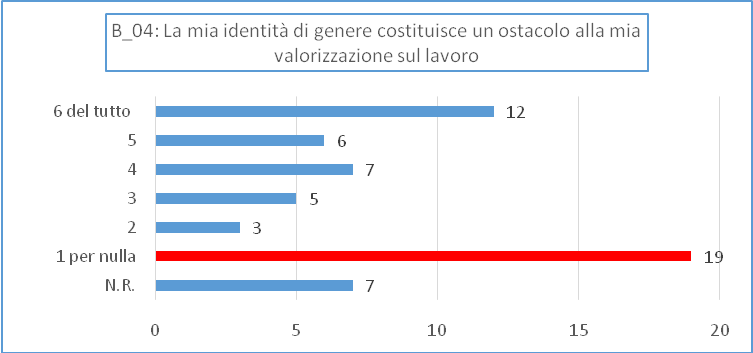 B_04: La mia identità di genere costituisce un ostacolo alla mia
valorizzazione sul lavoro
6 del tutto 12
5 6
4 7
3 5
2 3
1 per nulla 19
N.R. 7
0 5 10 15 20